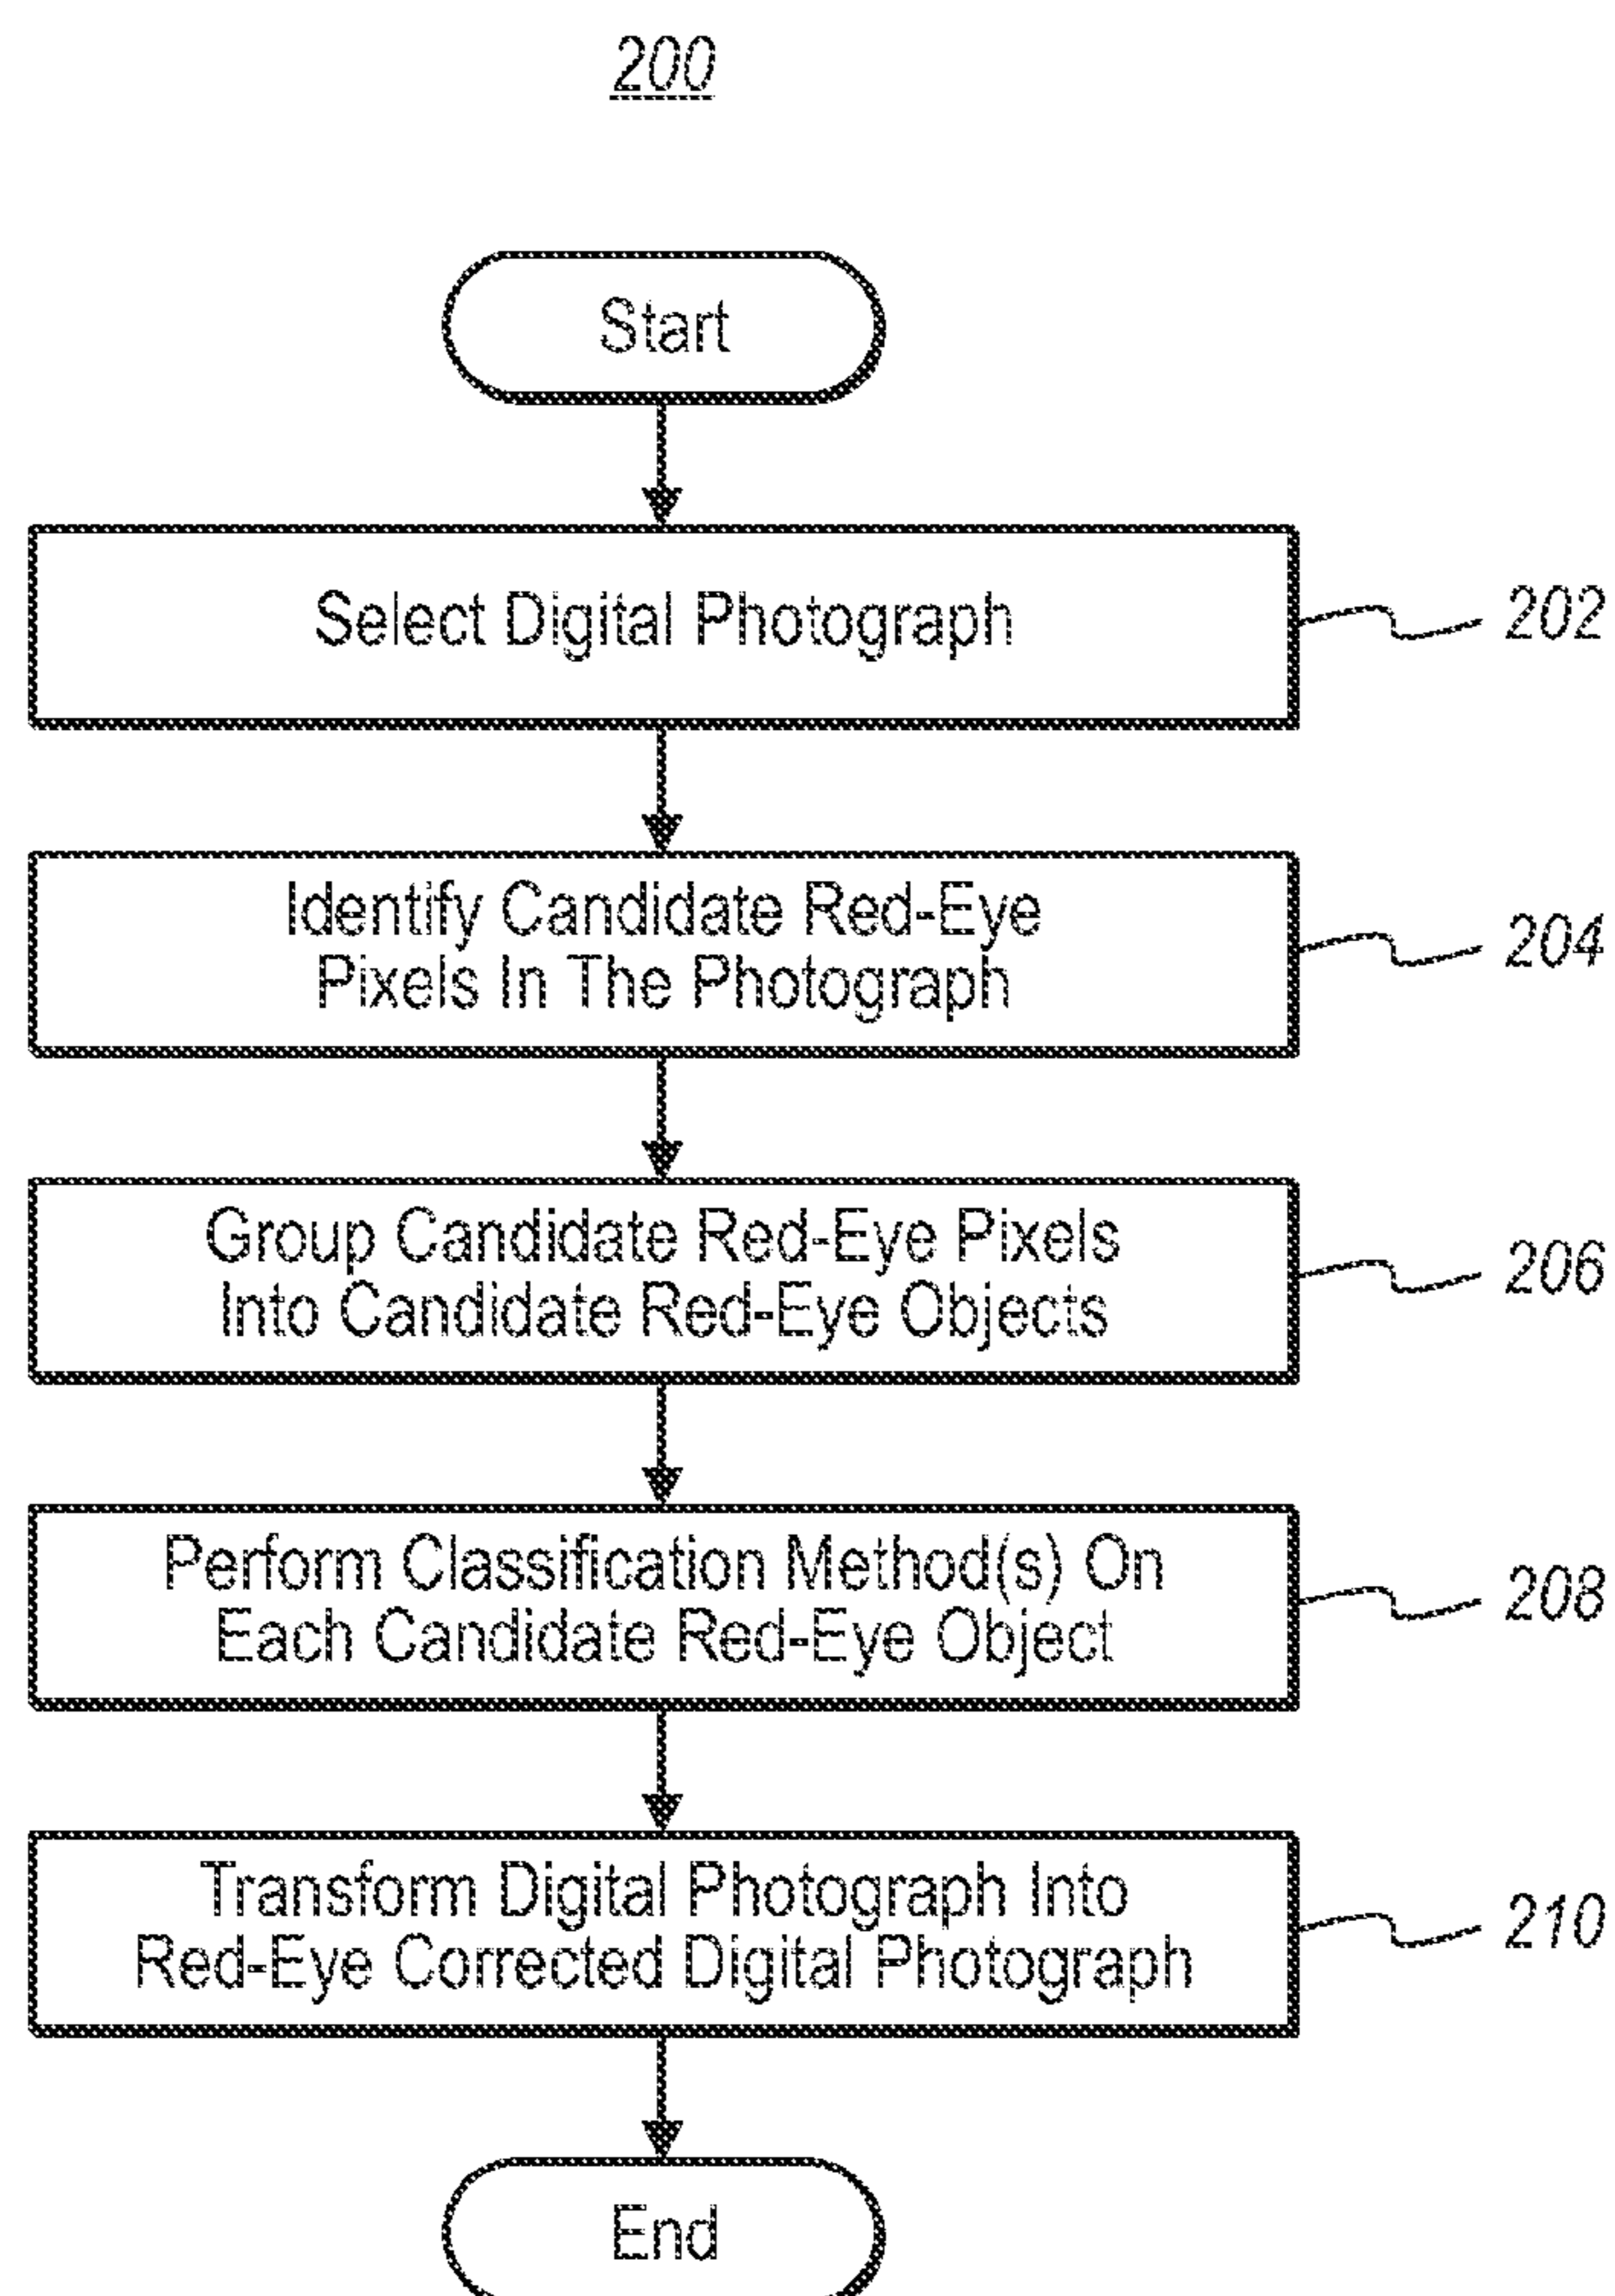 200
Start
Select Digital Photograph
202
Identify Candidate Red-Eye
Pixels In The Photograph
204
Group Candidate Red-Eye Pixels
Into Candidate Red-Eye Objects
206
Perform Classification Method(s) On
Each Candidate Red-Eye Object
208
Transform Digital Photograph Into
Red-Eye Corrected Digital Photograph
210
End